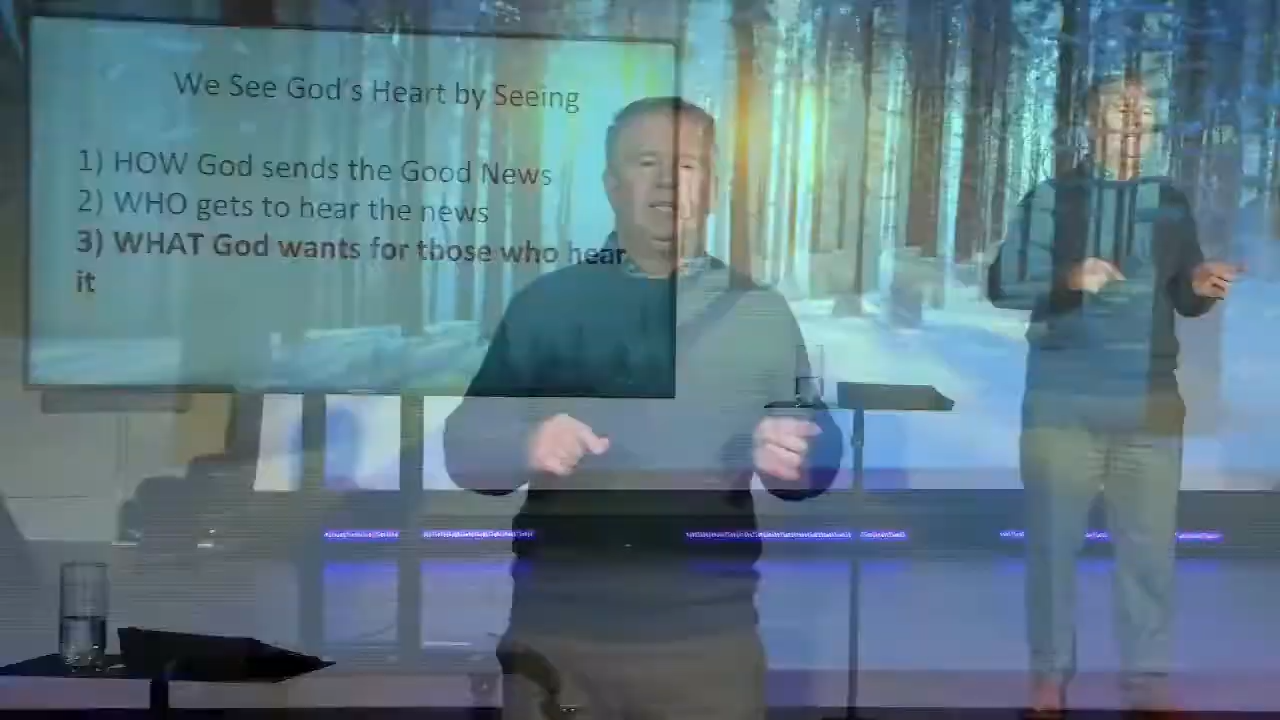 We See God's Heart by Seeing
1) HOW God sends the Good News
2) WHO gets to hear the news
3) WHAT God wants for those who hear
it